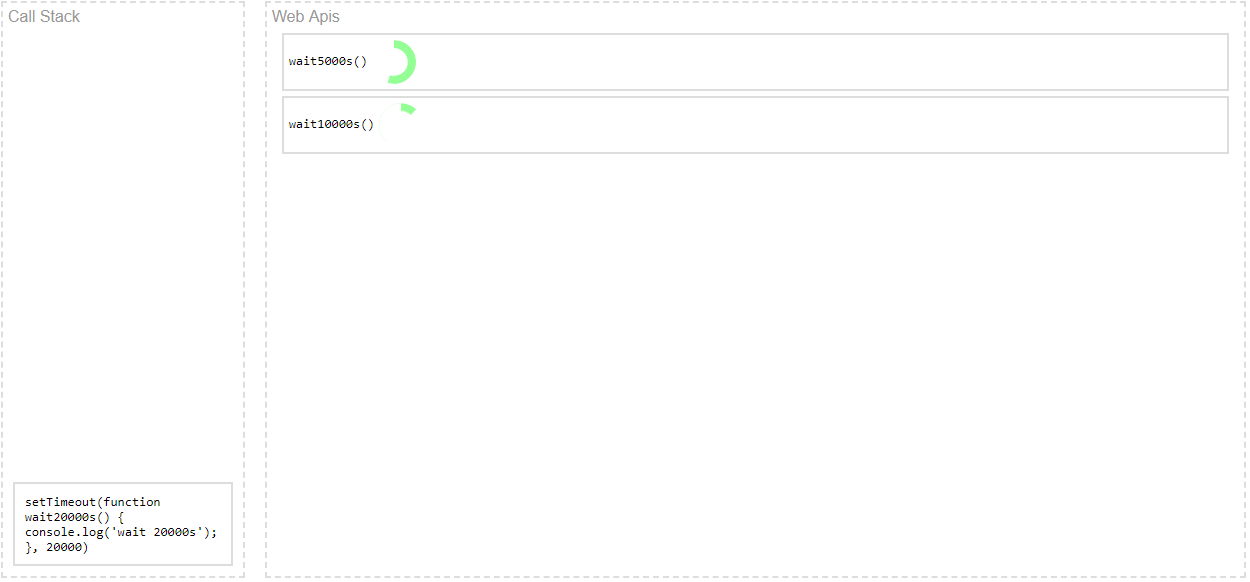 Call Stack
Web Apis
wait5000s()
wait10000s()
setTimeout(function
wait20000s() {
console.log('wait 20000s');
}, 20000)